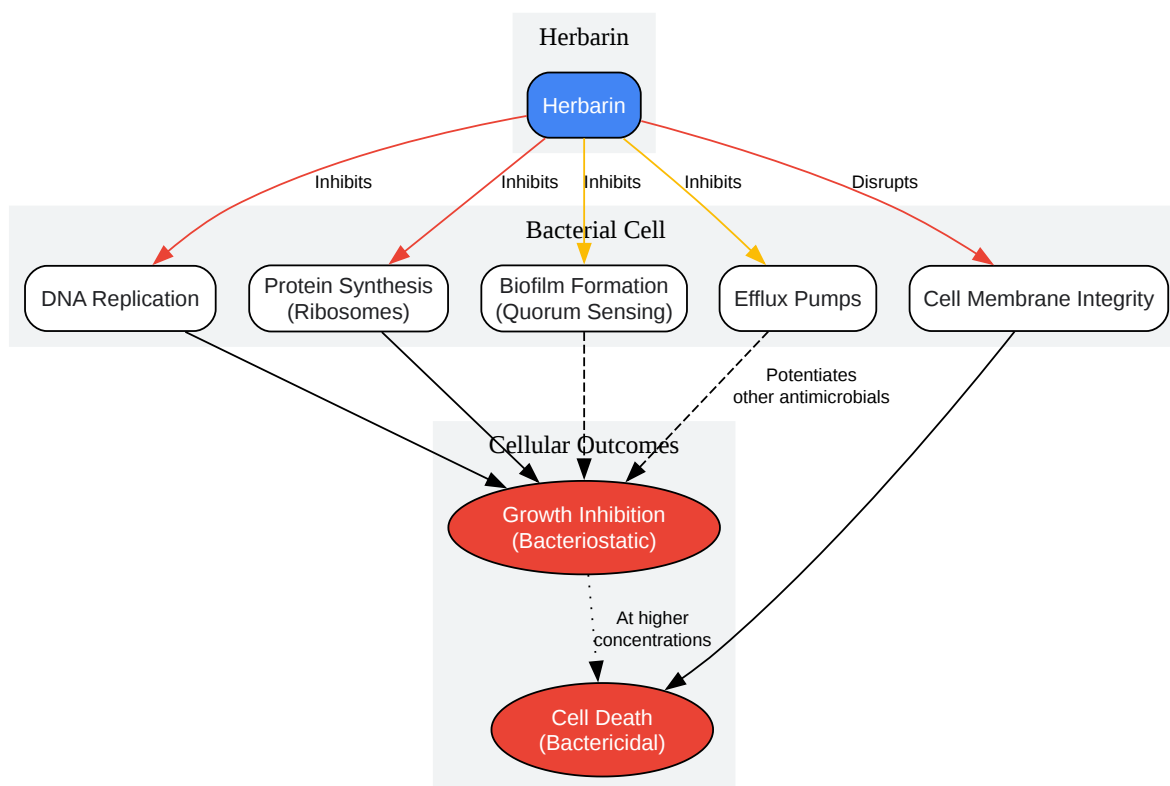 Herbarin
Herbarin
Inhibits
Inhibits
Inhibits
Inhibits
Disrupts
Bacterial Cell
DNA Replication
Protein Synthesis
(Ribosomes)
Biofilm Formation
(Quorum Sensing)
Efflux Pumps
Cell Membrane Integrity
Potentiates
other antimicrobials
Cellular Outcomes
Growth Inhibition
(Bacteriostatic)
At higher
concentrations
Cell Death
(Bactericidal)